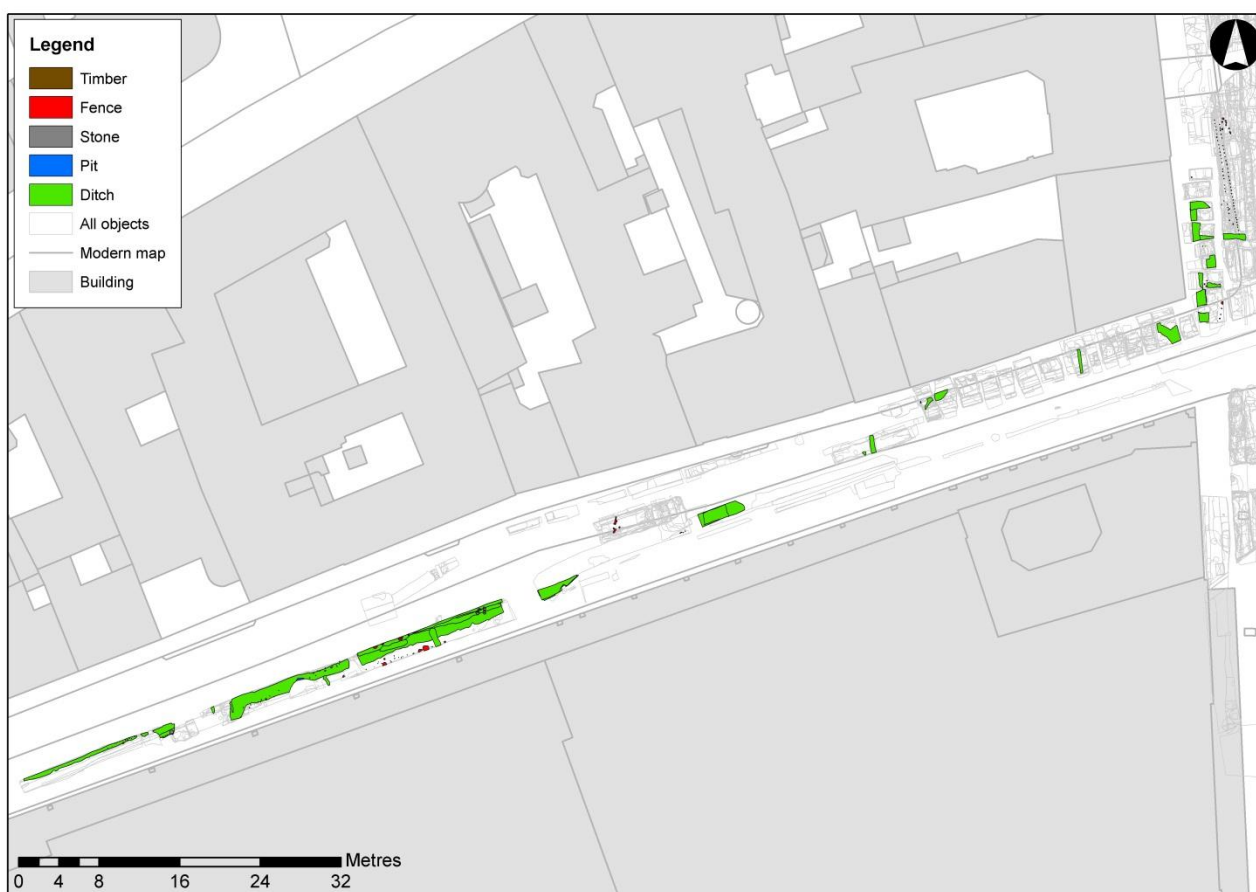 Legend
Timber
Fence
Stone
Pit
Ditch
All objects
Modern map
Building
Metres
0 4 8 16 24 32